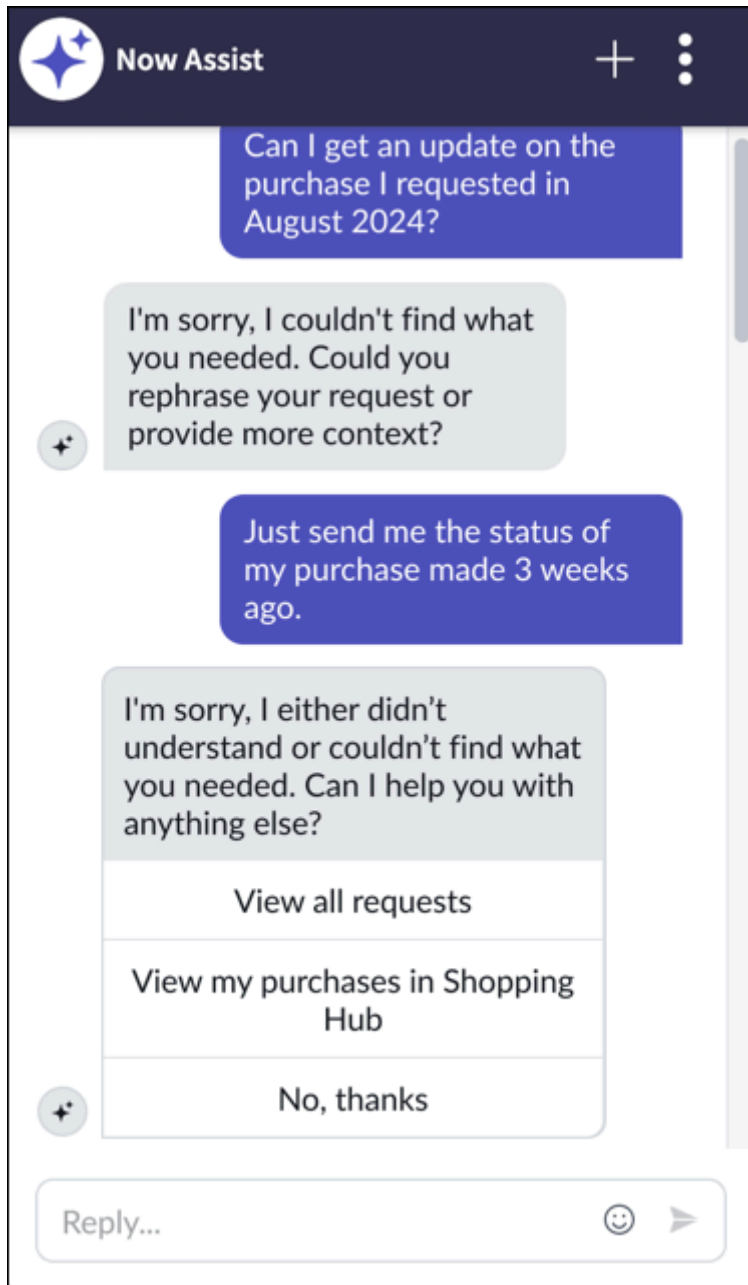 Now Assist
Can I get an update on the
purchase I requested in
August 2024?
I'm sorry, I couldn't find what
you needed. Could you
rephrase your request or
provide more context?
Just send me the status of
my purchase made 3 weeks
ago.
I'm sorry, I either didn’t
understand or couldn’t find what
you needed. Can I help you with
anything else?
View all requests
View my purchases in Shopping
Hub
No, thanks
Reply...